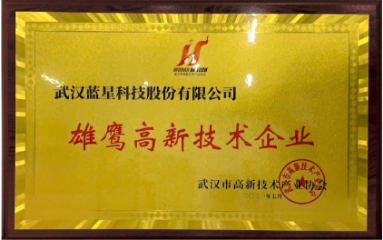 武汉蓝星科技股份有限公司
雄鹰高新技术企业
武汉市高新技术产业协会